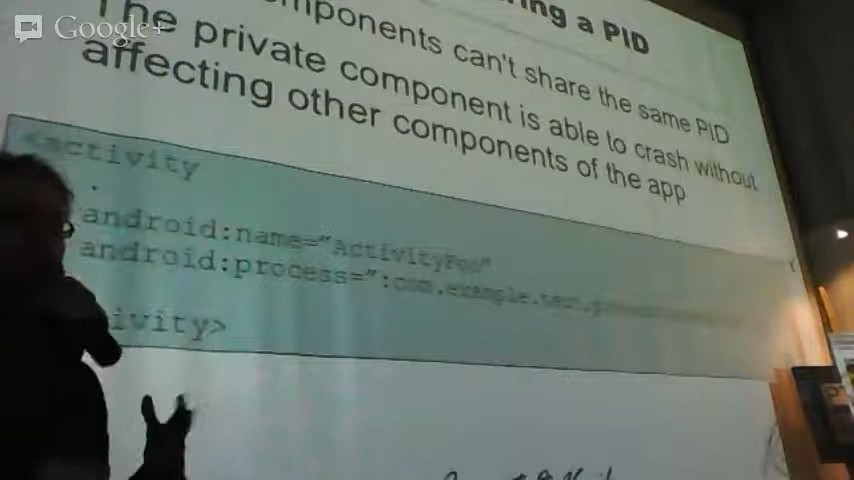 Google+
ing a PID
mponents can't share the same PID
The private component is able to crash without
affecting other components of the app
<activity
.
android:name="ActivityFoo"
android:process=":com.example.test.
ivity>